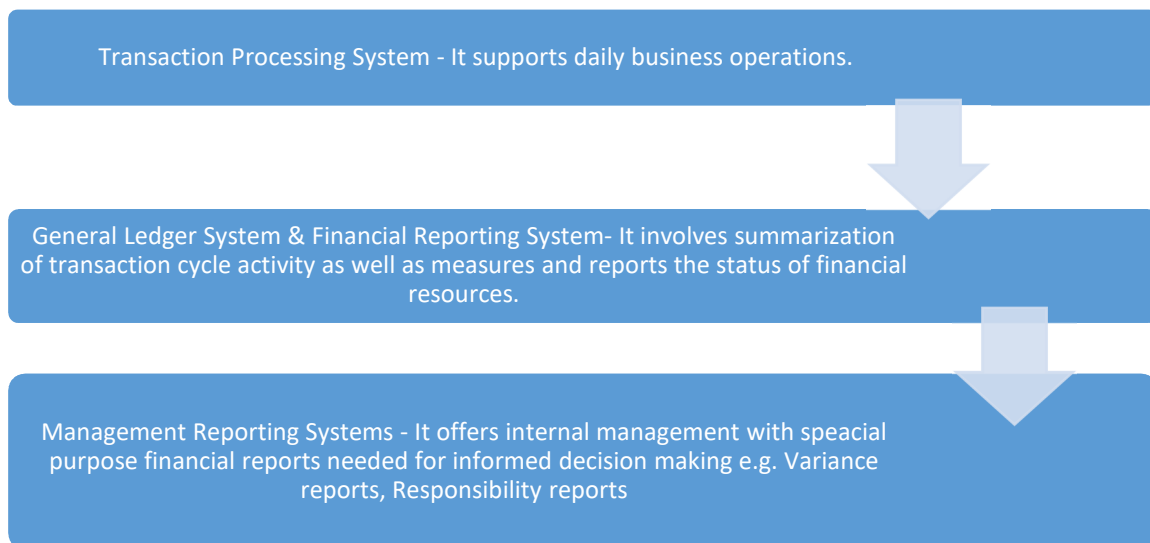 Transaction Processing System - It supports daily business operations.
General Ledger System & Financial Reporting System- It involves summarization
of transaction cycle activity as well as measures and reports the status of financial
resources.
Management Reporting Systems - It offers internal management with speacial
purpose financial reports needed for informed decision making e.g. Variance
reports, Responsibility reports